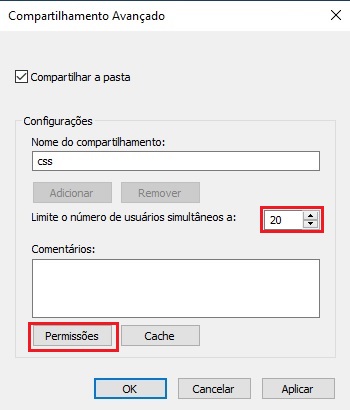 Compartilhamento Avançado
Compartilhar a pasta
Configurações
Nome do compartilhamento:
css
Adicionar Remover
Limite o número de usuários simultâneos a: 20
Comentários:
Permissões Cache
OK Cancelar Aplicar